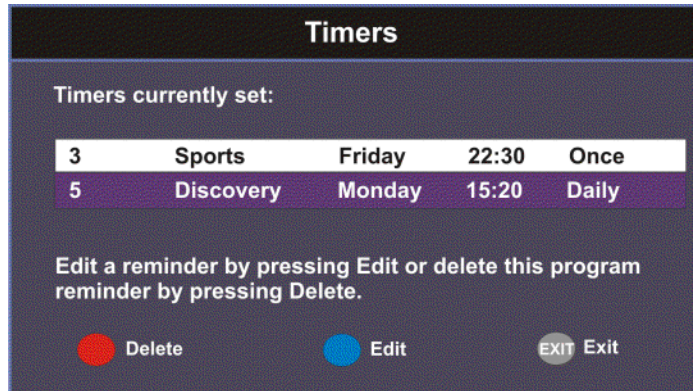 Timers
Timers currently set:
3 Sports Friday 22:30 Once
5 Discovery Monday 15:20 Daily
Edit a reminder by pressing Edit or delete this program
reminder by pressing Delete.
Delete Edit EXIT Exit